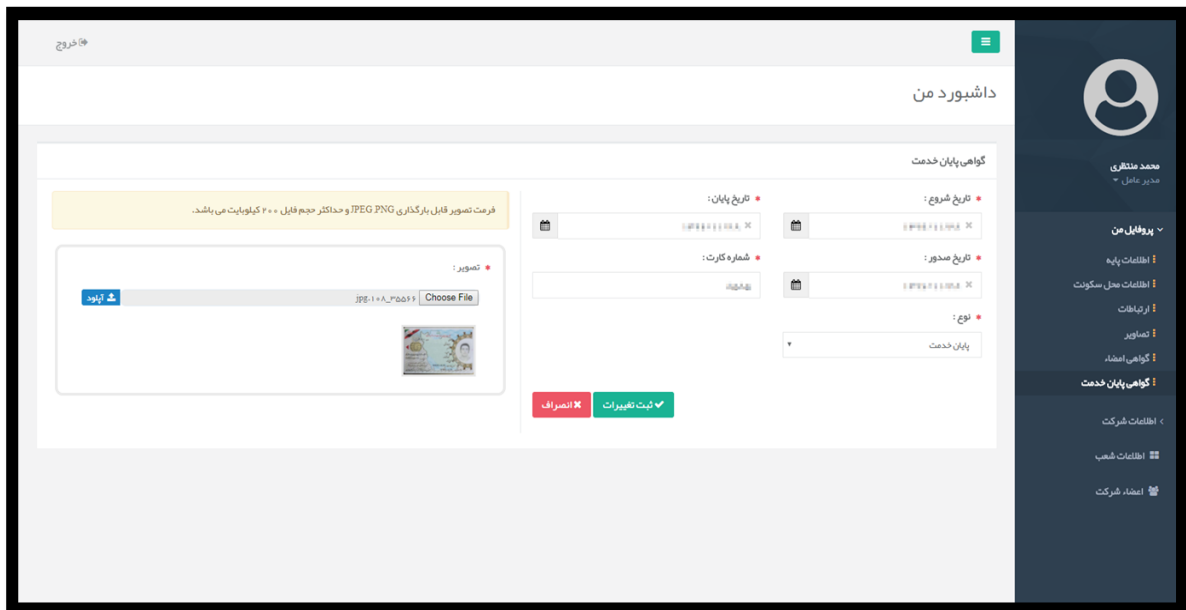 خروج
داشبورد من
محمد منتظری
مدیر عامل
پروفایل من
اطلاعات پایه
اطلاعات محل سکونت
ارتباطات
تصاویر
گواهی امضاء
گواهی پایان خدمت
اطلاعات شرکت
اطلاعات شعب
اعضاء شرکت
گواهی پایان خدمت
* تاریخ شروع :
* تاریخ پایان :
* تاریخ صدور :
* شماره کارت :
* نوع :
پایان خدمت
ثبت تغییرات
انصراف
فرمت تصویر قابل بارگذاری JPEG,PNG و حداکثر حجم فایل ۲۰۰ کیلوبایت می باشد.
* تصویر :
Choose File
jpg.۱۰۸_۳۵۵۶۶
آپلود